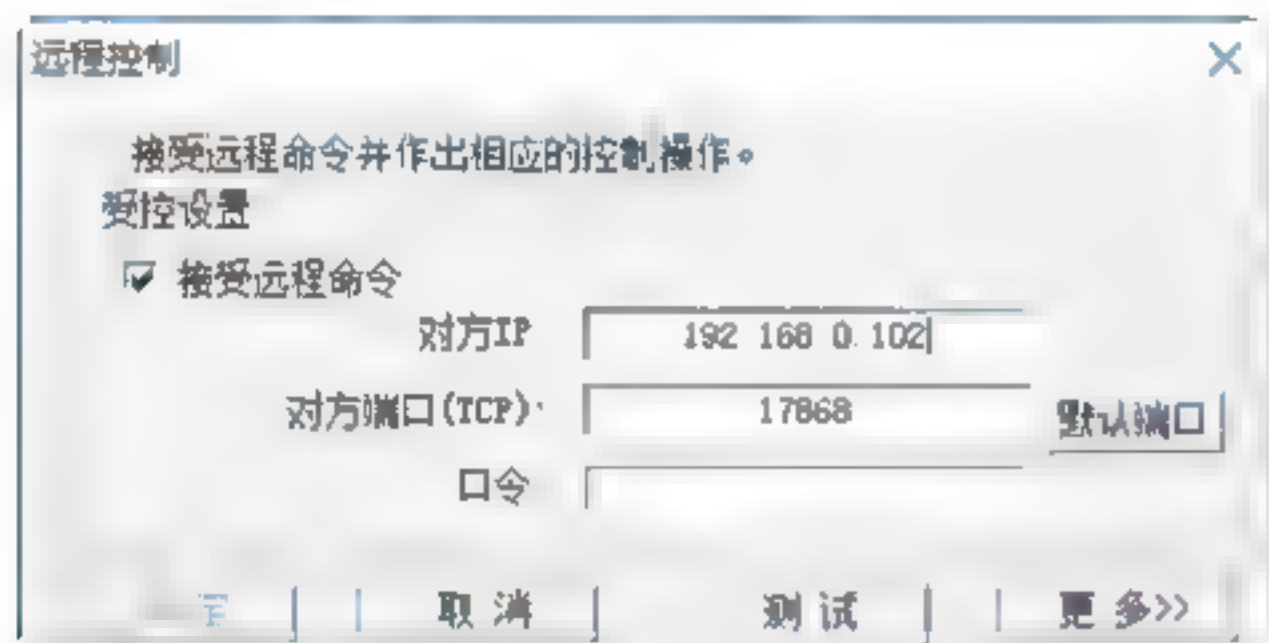 远程控制
接受远程命令并作出相应的控制操作。
受控设置
接受远程命令
对方IP 192 168 0.102
对方端口(TCP): 17868 默认端口
口令
取消 测试 更多>>